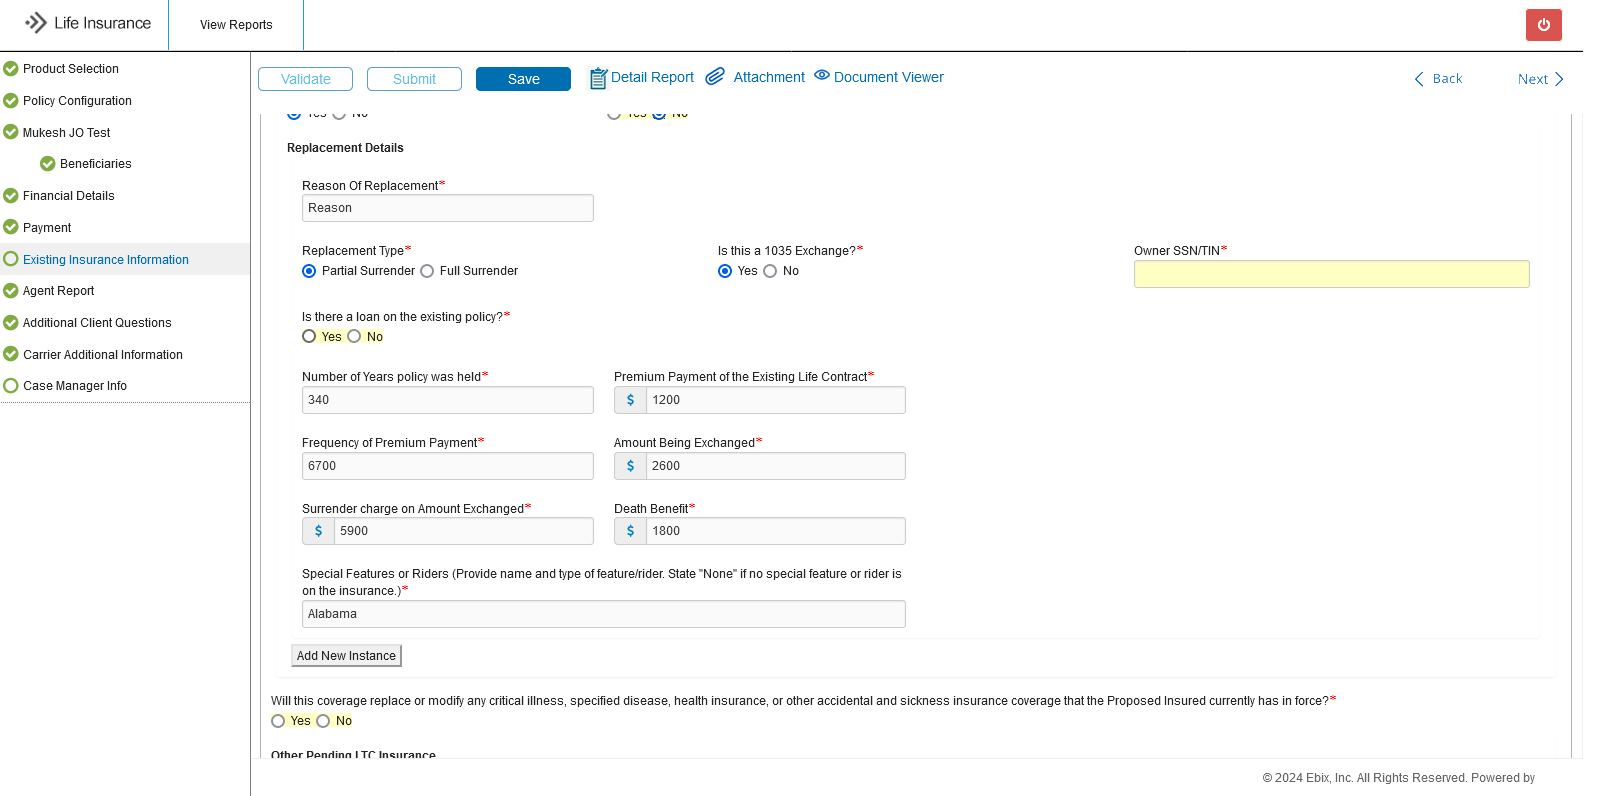 Life Insurance
View Reports
Product Selection
Policy Configuration
Mukesh JO Test
Beneficiaries
Financial Details
Payment
Existing Insurance Information
Agent Report
Additional Client Questions
Carrier Additional Information
Case Manager Info
Validate Submit Save Detail Report Attachment Document Viewer Back Next
Yes No Yes No
Replacement Details
Reason Of Replacement*
Reason
Replacement Type* Is this a 1035 Exchange?* Owner SSN/TIN*
Partial Surrender Full Surrender Yes No
Is there a loan on the existing policy?*
Yes No
Number of Years policy was held* Premium Payment of the Existing Life Contract*
340 $ 1200
Frequency of Premium Payment* Amount Being Exchanged*
6700 $ 2600
Surrender charge on Amount Exchanged* Death Benefit*
$ 5900 $ 1800
Special Features or Riders (Provide name and type of feature/rider. State "None" if no special feature or rider is
on the insurance.)*
Alabama
Add New Instance
Will this coverage replace or modify any critical illness, specified disease, health insurance, or other accidental and sickness insurance coverage that the Proposed Insured currently has in force?*
Yes No
Other Pending LTC Insurance
© 2024 Ebix, Inc. All Rights Reserved. Powered by